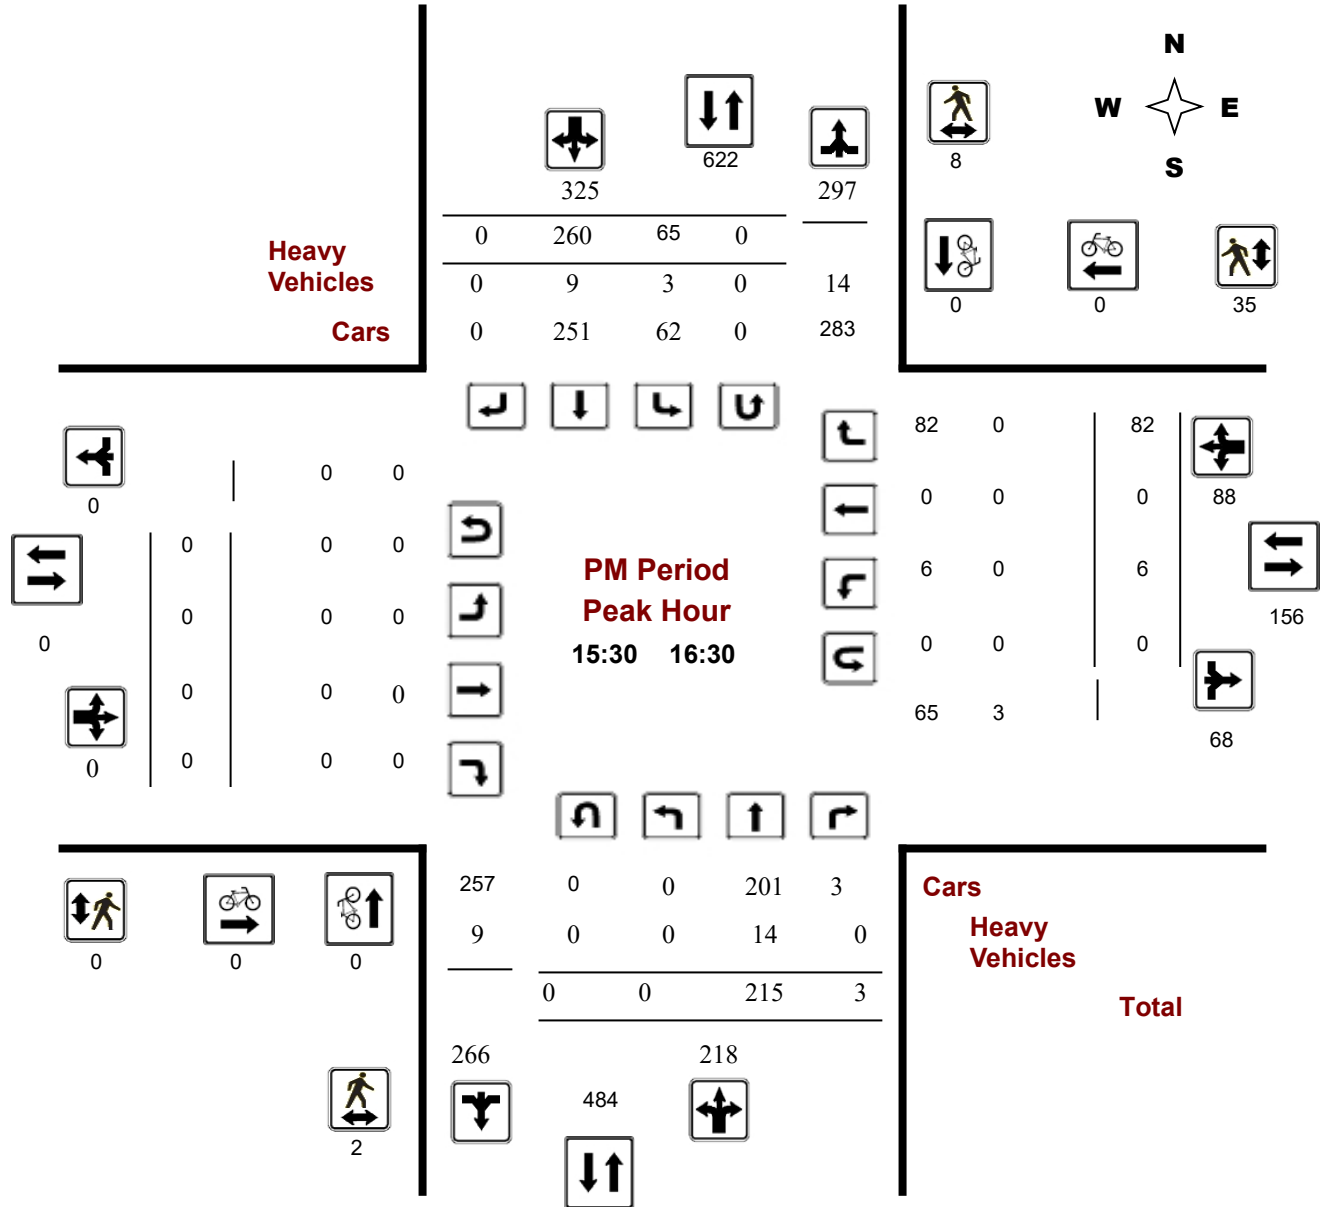 N
W E
S
622
8
325 297
0 260 65 0
Heavy
Vehicles
0 9 3 0 14
Cars
0 251 62 0 283
0 0 35
82 0 82
0 0 0
0 0 0 88
0 0 0
PM Period
6 0 6
Peak Hour
0 0 0
156
0
15:30 16:30
0 0 0
0 0 0
65 3
68
0 0 0 0
257 0 0 201 3
Cars
9 0 0 14 0
Heavy
Vehicles
0 0 0
0 0 215 3
Total
266 218
484
2